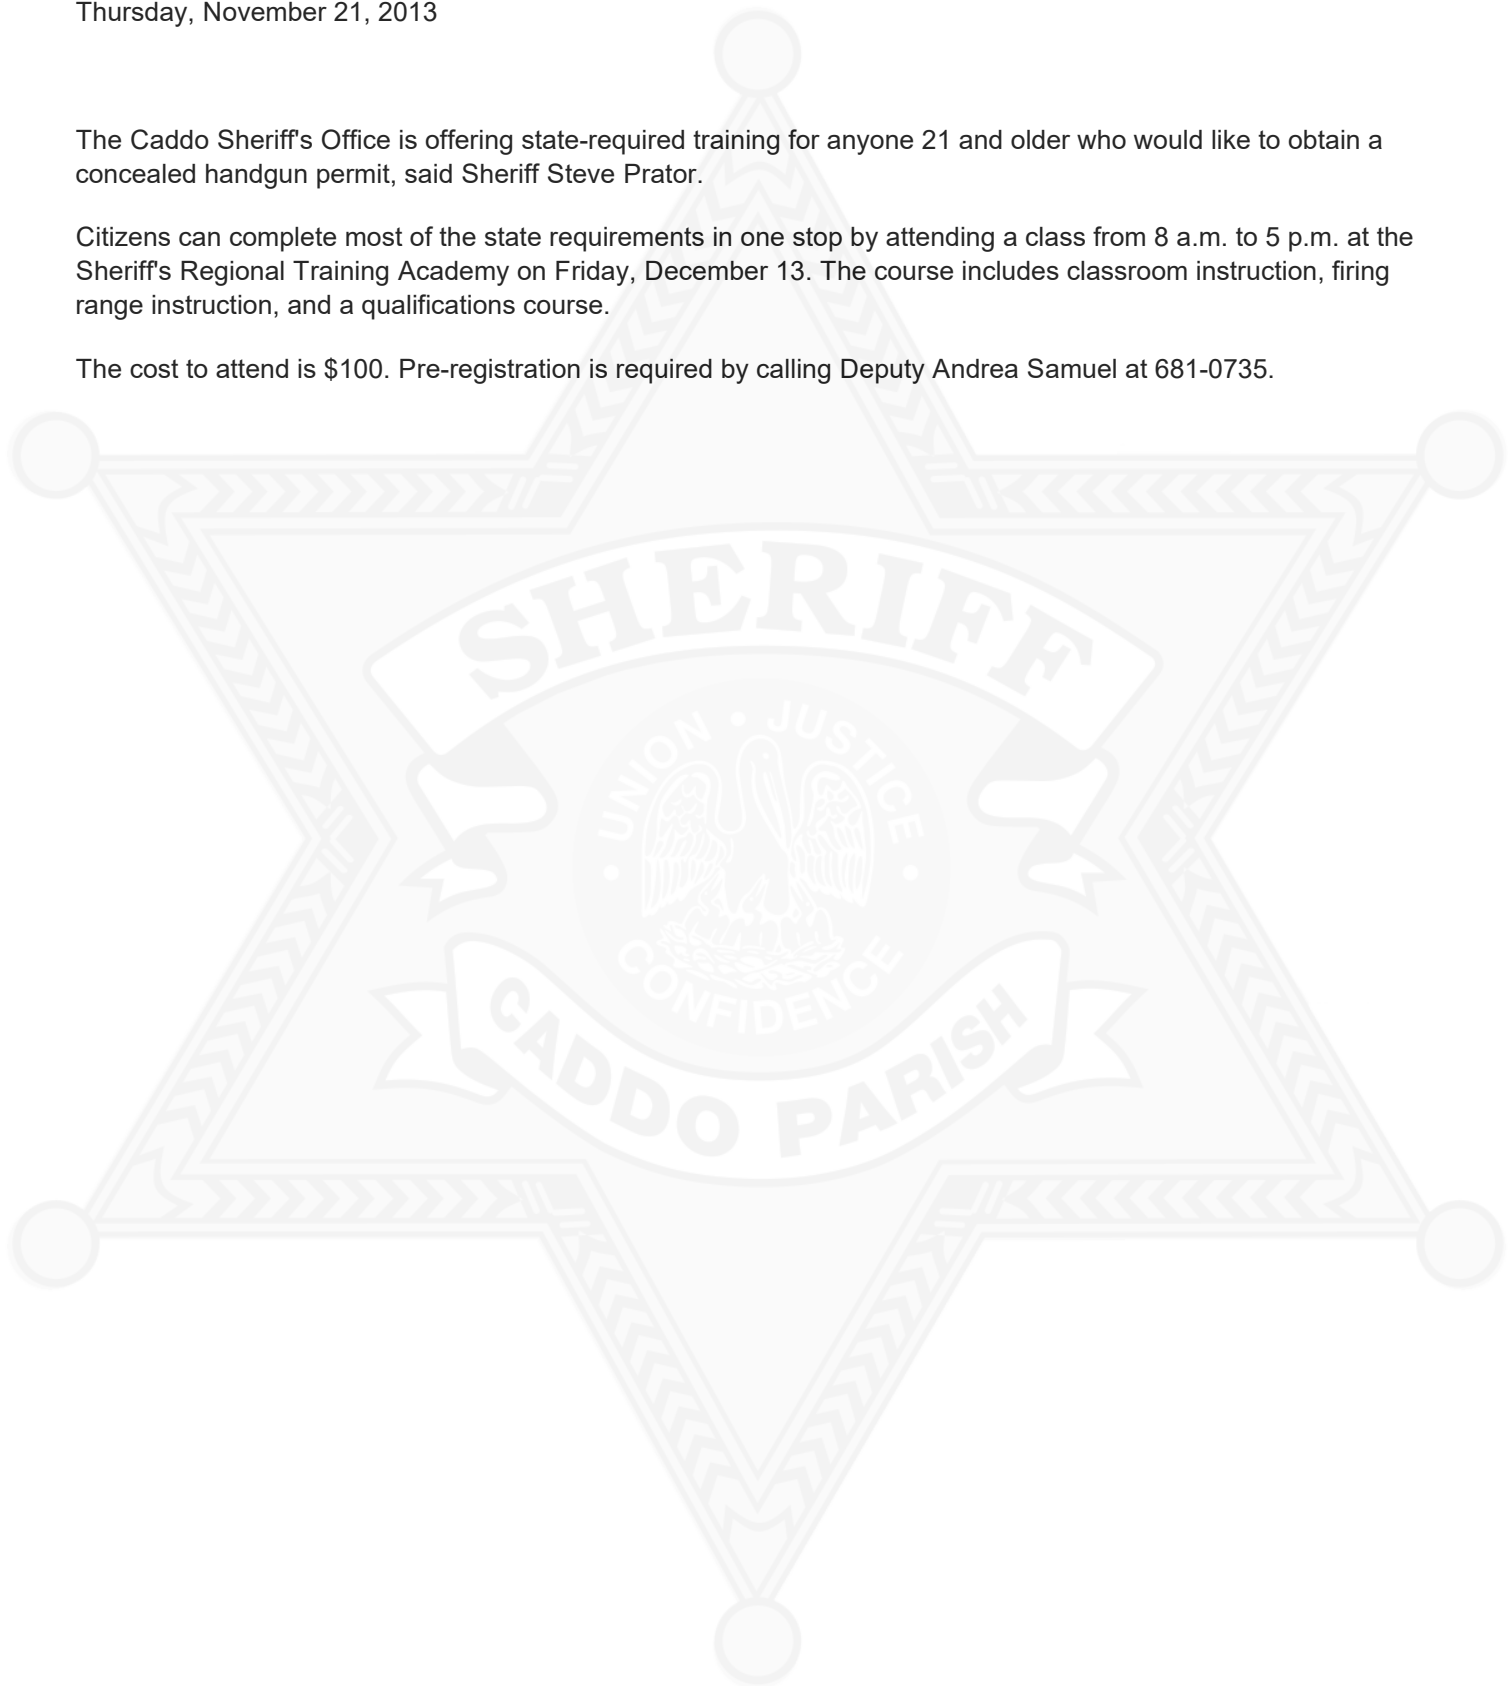 Thursday, November 21, 2013
The Caddo Sheriff's Office is offering state-required training for anyone 21 and older who would like to obtain a
concealed handgun permit, said Sheriff Steve Prator.
Citizens can complete most of the state requirements in one stop by attending a class from 8 a.m. to 5 p.m. at the
Sheriff's Regional Training Academy on Friday, December 13. The course includes classroom instruction, firing
range instruction, and a qualifications course.
The cost to attend is $100. Pre-registration is required by calling Deputy Andrea Samuel at 681-0735.
SHERIFF
UNION • JUSTICE
• CONFIDENCE •
CADDO PARISH